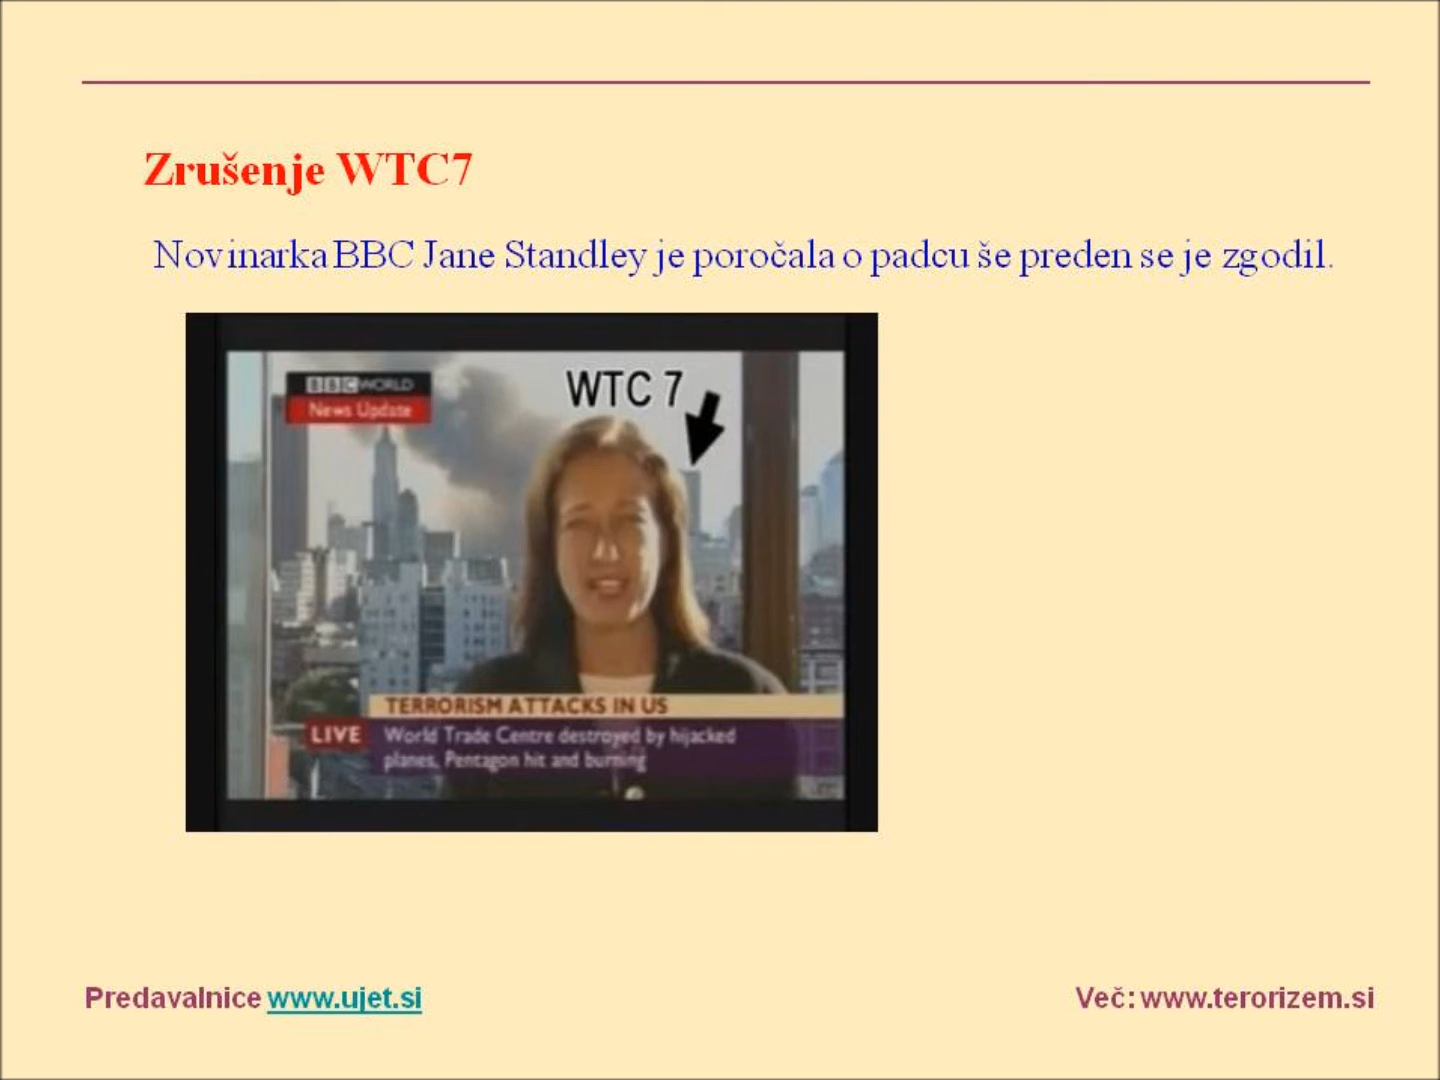 Zrušenje WTC7
Novinarka BBC Jane Standley je poročala o padcu še preden se je zgodil.
WTC 7
BBC WORLD
News Update
TERRORISM ATTACKS IN US
LIVE
World Trade Centre destroyed by hijacked
planes, Pentagon hit and burning
Predavalnice www.ujet.si
Več: www.terorizem.si